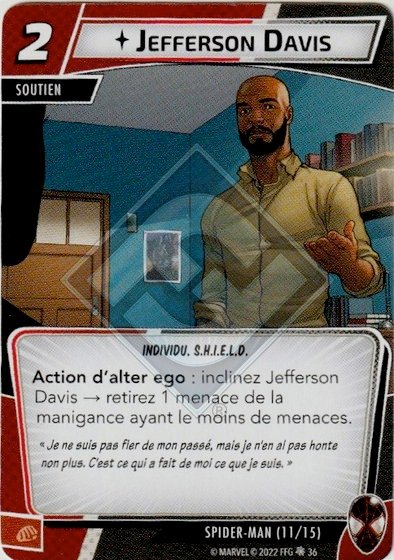 2
JEFFERSON DAVIS
SOUTIEN
INDIVIDU. S.H.I.E.L.D.
Action d'alter ego : inclinez Jefferson
Davis → retirez 1 menace de la
manigance ayant le moins de menaces.
« Je ne suis pas fier de mon passé, mais je n'en al pas honte
non plus. C'est ce qui a fait de moi ce que je suis. »
SPIDER-MAN (11/15)
© MARVEL © 2022 FFG 36
®